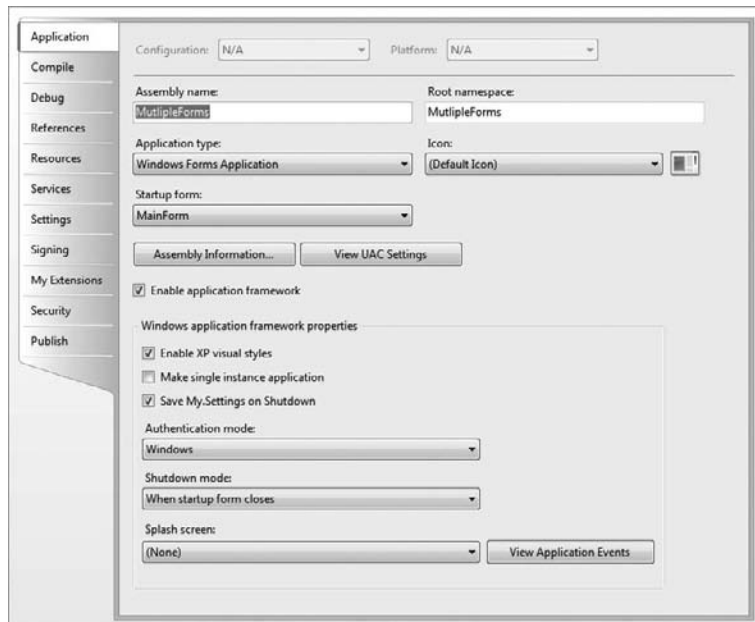 Application
Compile
Debug
References
Resources
Services
Settings
Signing
My Extensions
Security
Publish
Configuration: N/A Platform: N/A
Assembly name: Root namespace:
MutlipleForms MutlipleForms
Application type: Icon:
Windows Forms Application (Default Icon)
Startup form:
MainForm
Assembly Information... View UAC Settings
Enable application framework
Windows application framework properties
Enable XP visual styles
Make single instance application
Save My.Settings on Shutdown
Authentication mode:
Windows
Shutdown mode:
When startup form closes
Splash screen:
(None) View Application Events